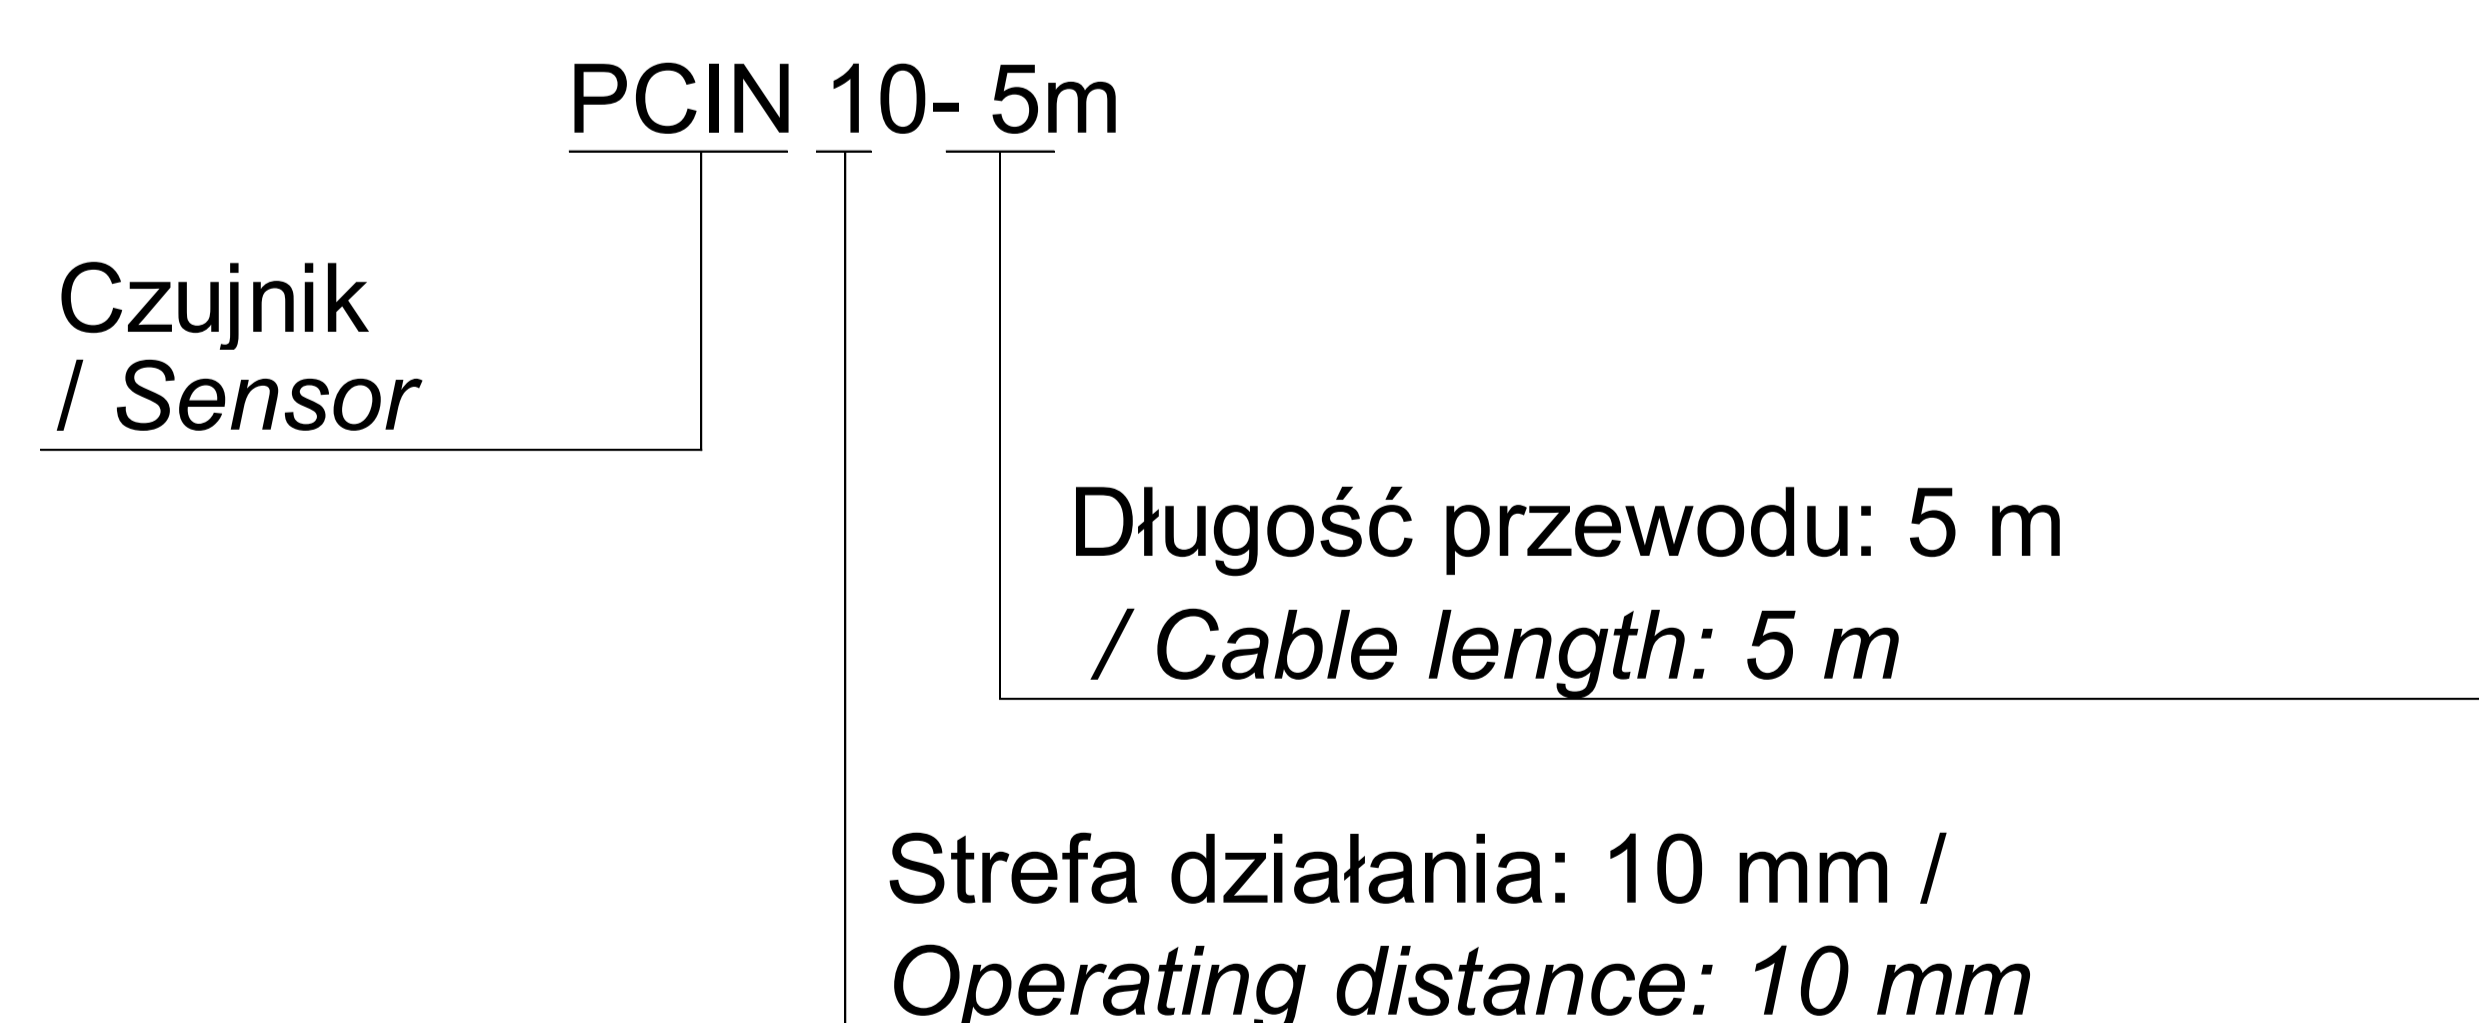 PCIN 10- 5m
Czujnik
/ Sensor
Długość przewodu: 5 m
/ Cable length: 5 m
Strefa działania: 10 mm /
Operating distance: 10 mm